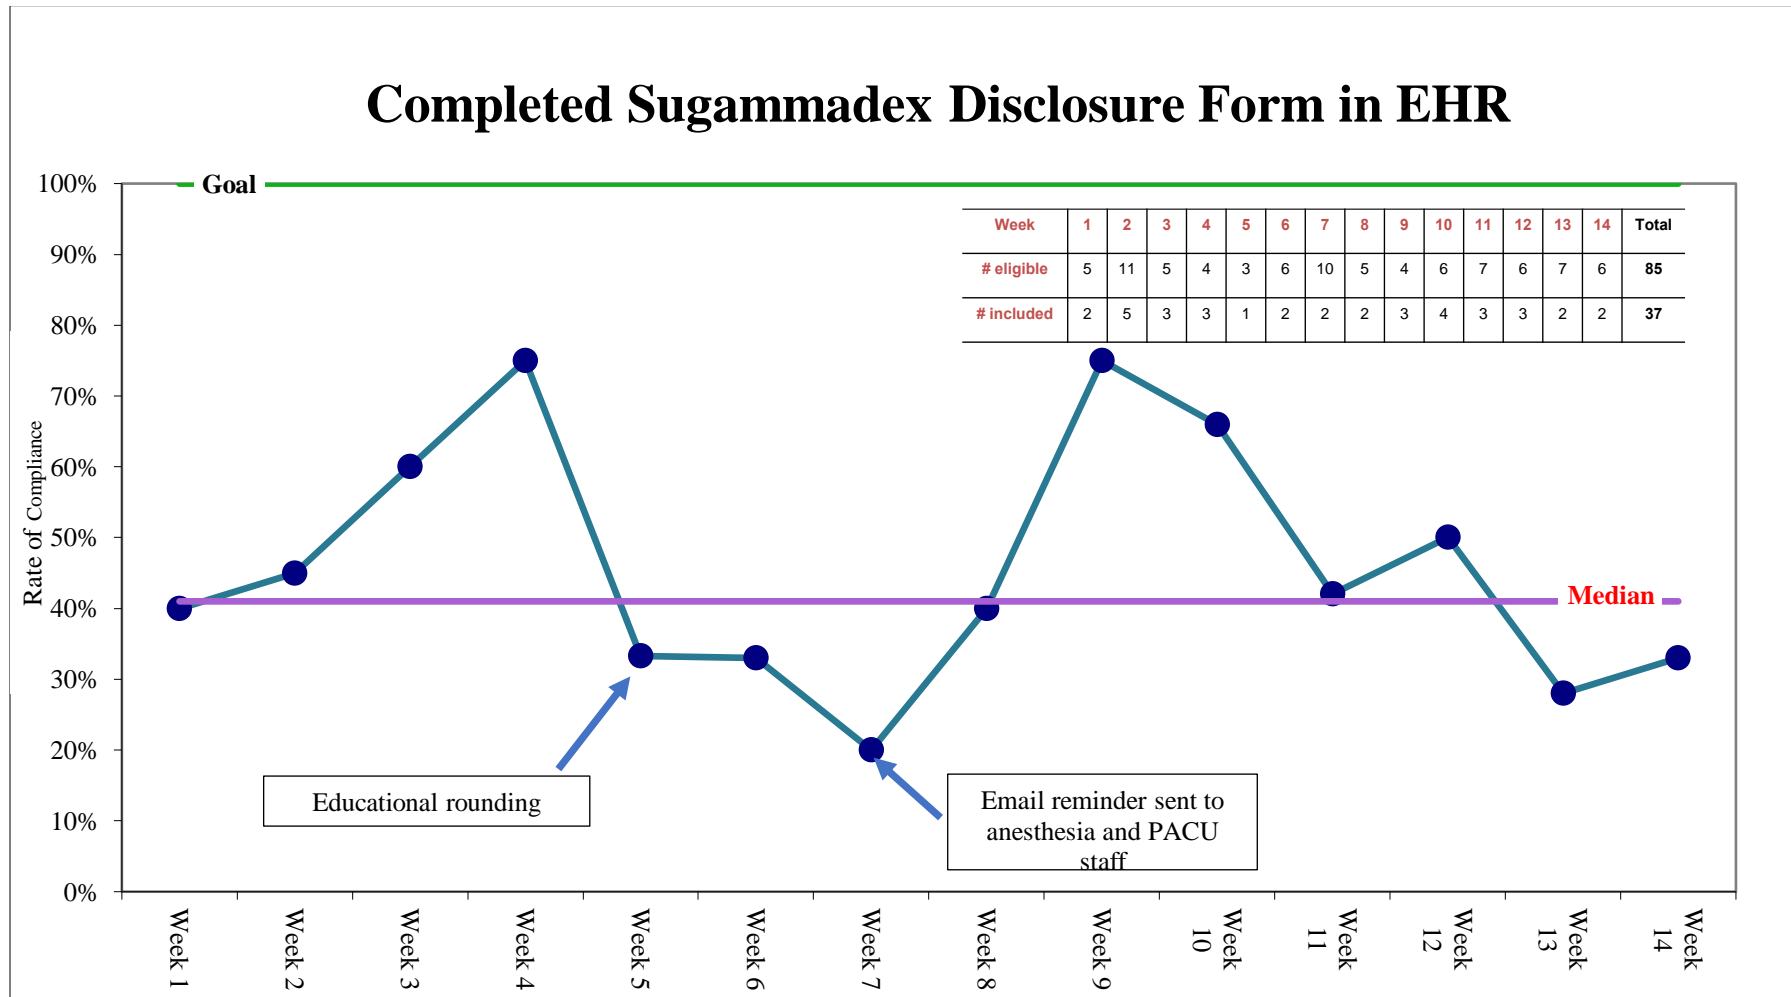 Completed Sugammadex Disclosure Form in EHR
Rate of Compliance
100%
90%
80%
70%
60%
50%
40%
30%
20%
10%
0%
Goal
Week 1 2 3 4 5 6 7 8 9 10 11 12 13 14 Total
# eligible 5 11 5 4 3 6 10 5 4 6 7 6 7 6 85
# included 2 5 3 3 1 2 2 2 3 4 3 3 2 2 37
Median
Educational rounding
Email reminder sent to
anesthesia and PACU
staff
Week 1
Week 2
Week 3
Week 4
Week 5
Week 6
Week 7
Week 8
Week 9
Week
10
Week
11
Week
12
Week
13
Week
14